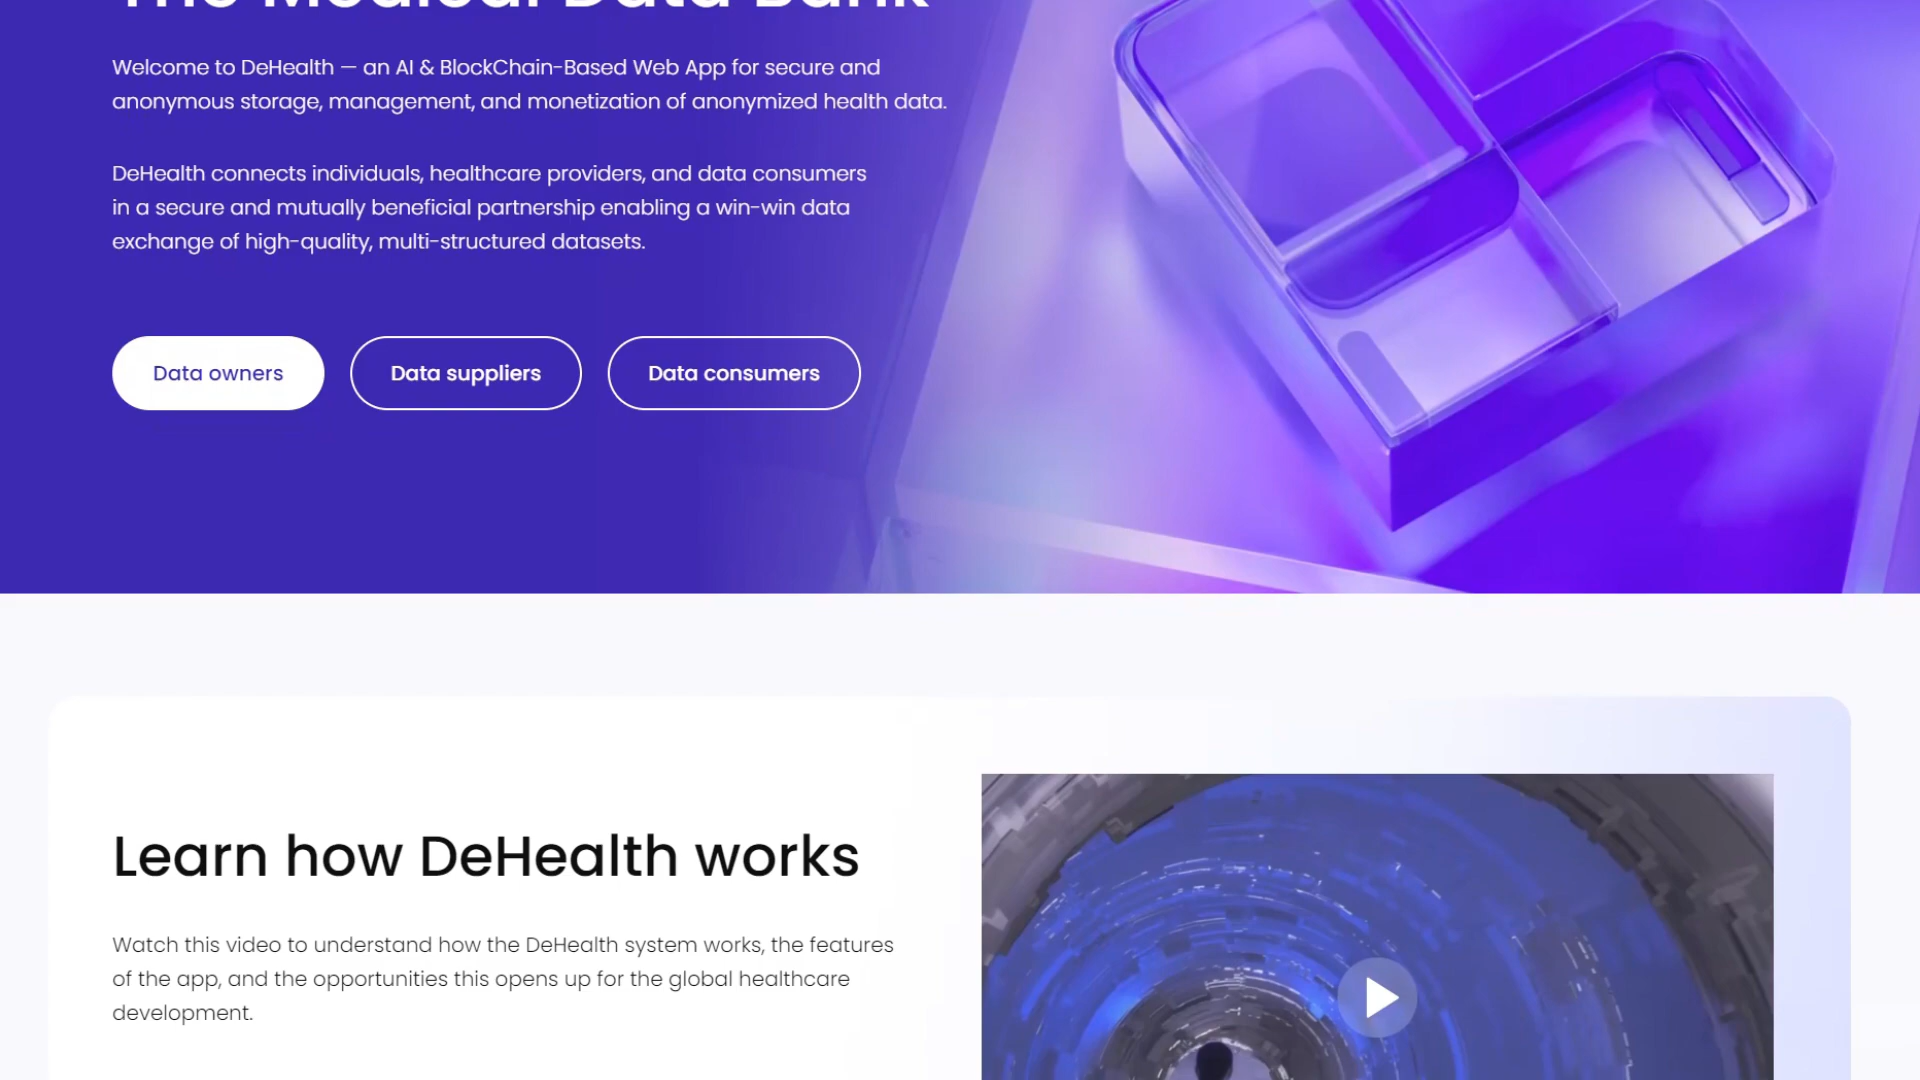 The Medical Data Bank
Welcome to DeHealth — an AI & BlockChain-Based Web App for secure and
anonymous storage, management, and monetization of anonymized health data.
DeHealth connects individuals, healthcare providers, and data consumers
in a secure and mutually beneficial partnership enabling a win-win data
exchange of high-quality, multi-structured datasets.
Data owners
Data suppliers
Data consumers
Learn how DeHealth works
Watch this video to understand how the DeHealth system works, the features
of the app, and the opportunities this opens up for the global healthcare
development.